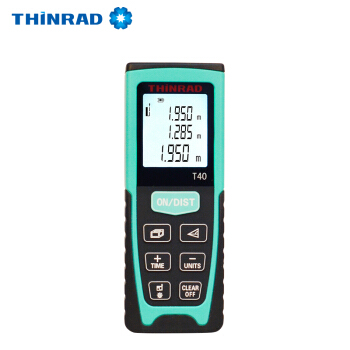 THiNRAD
THINRAD
1.950 m
1.285 m
1.950 m
T40
ON/DIST
+ −
TIME UNITS
CLEAR
OFF